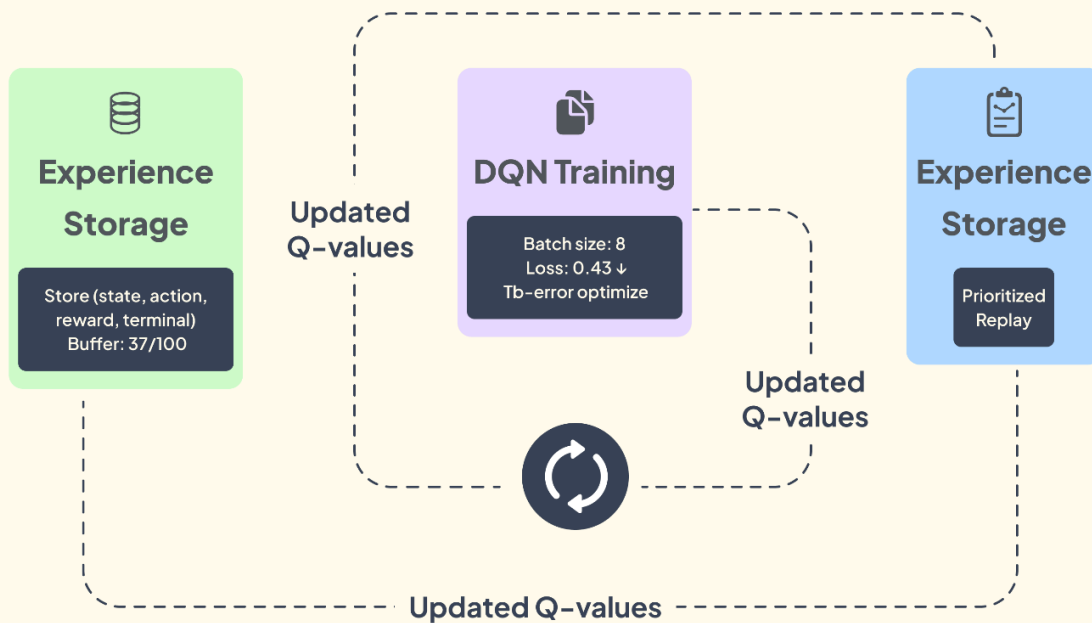 Experience
Storage
Store (state, action,
reward, terminal)
Buffer: 37/100
Updated
Q-values
DQN Training
Batch size: 8
Loss: 0.43 ↓
Tb-error optimize
Updated
Q-values
Experience
Storage
Prioritized
Replay
Updated Q-values